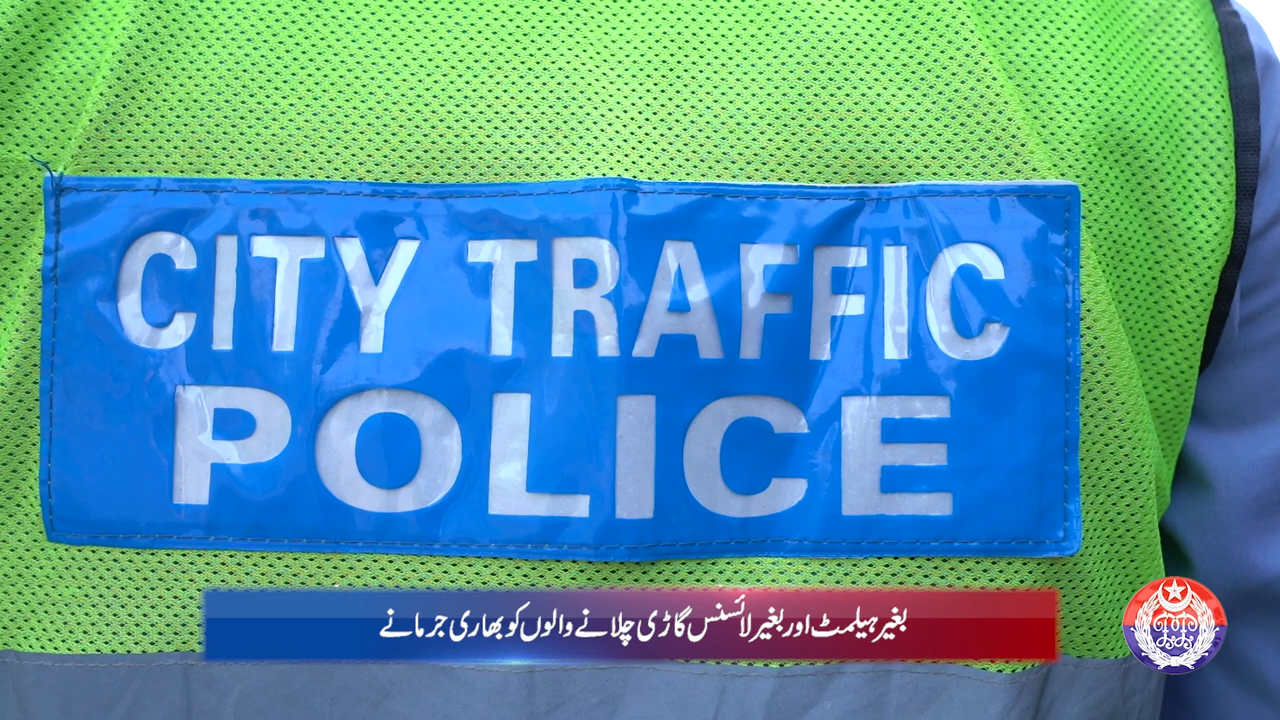 CITY TRAFFIC
POLICE
بغیر ہیلمٹ اور بغیر لائسنس گاڑی چلانے والوں کو بھاری جرمانے